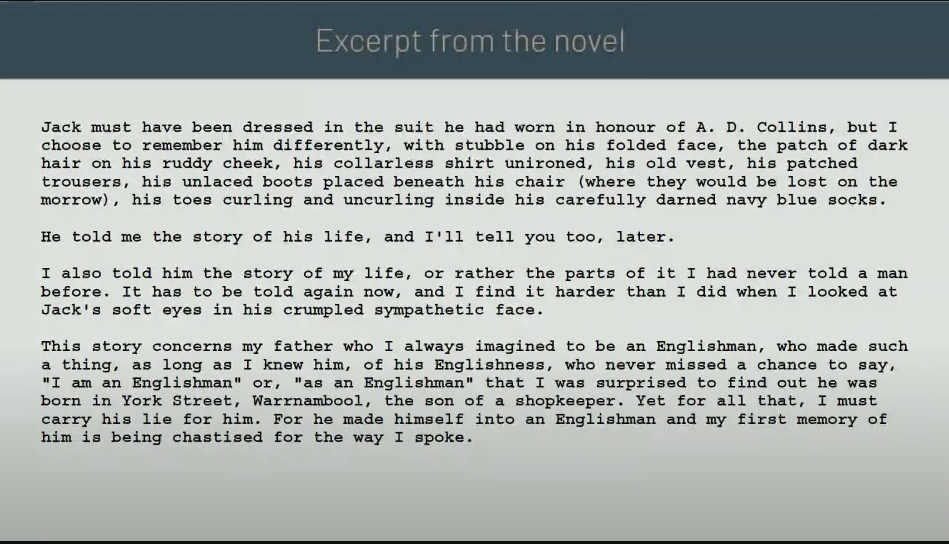 Excerpt from the novel
Jack must have been dressed in the suit he had worn in honour of A. D. Collins, but I
choose to remember him differently, with stubble on his folded face, the patch of dark
hair on his ruddy cheek, his collarless shirt unironed, his old vest, his patched
trousers, his unlaced boots placed beneath his chair (where they would be lost on the
morrow), his toes curling and uncurling inside his carefully darned navy blue socks.
He told me the story of his life, and I'll tell you too, later.
I also told him the story of my life, or rather the parts of it I had never told a man
before. It has to be told again now, and I find it harder than I did when I looked at
Jack's soft eyes in his crumpled sympathetic face.
This story concerns my father who I always imagined to be an Englishman, who made such
a thing, as long as I knew him, of his Englishness, who never missed a chance to say,
"I am an Englishman" or, "as an Englishman" that I was surprised to find out he was
born in York Street, Warrnambool, the son of a shopkeeper. Yet for all that, I must
carry his lie for him. For he made himself into an Englishman and my first memory of
him is being chastised for the way I spoke.